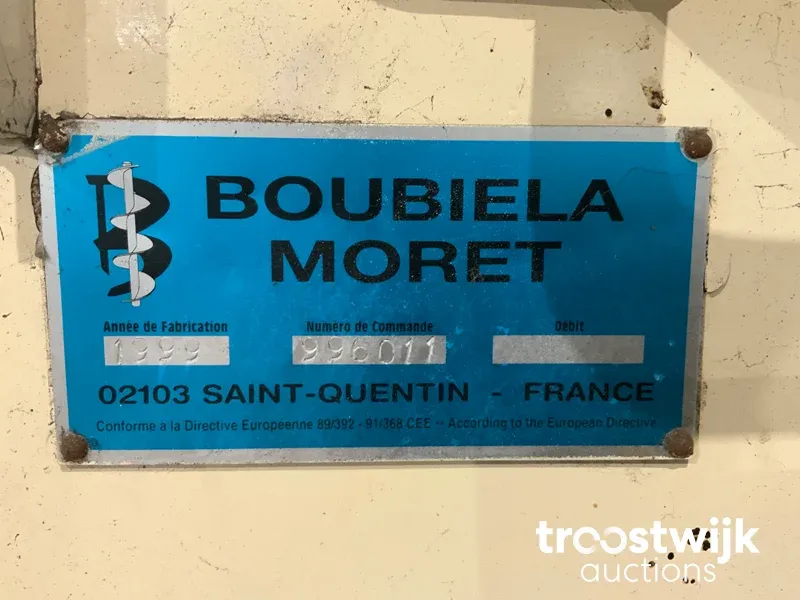 B BOUBIELA
MORET
Année de Fabrication Numéro de Commande Débit
1999 996011
02103 SAINT-QUENTIN - FRANCE
Conforme a la Directive Européenne 89/392 - 91/368 CEE - According to the European Directive
troostwijk
auctions